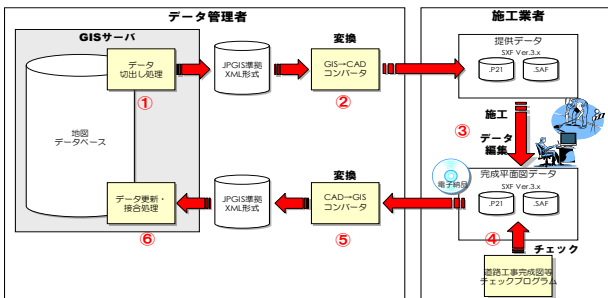 データ管理者
施工業者
GISサーバ
データ
切出し処理
①
地図
データベース
JPGIS準拠
XML形式
変換
GIS→CAD
コンバータ
②
提供データ
SXF Ver.3.x
.P21
.SAF
③
施工
データ
編集
電子納品
完成平面図データ
SXF Ver.3.x
.P21
.SAF
④
チェック
道路工事完成図等
チェックプログラム
変換
CAD→GIS
コンバータ
⑤
JPGIS準拠
XML形式
データ更新・
接合処理
⑥